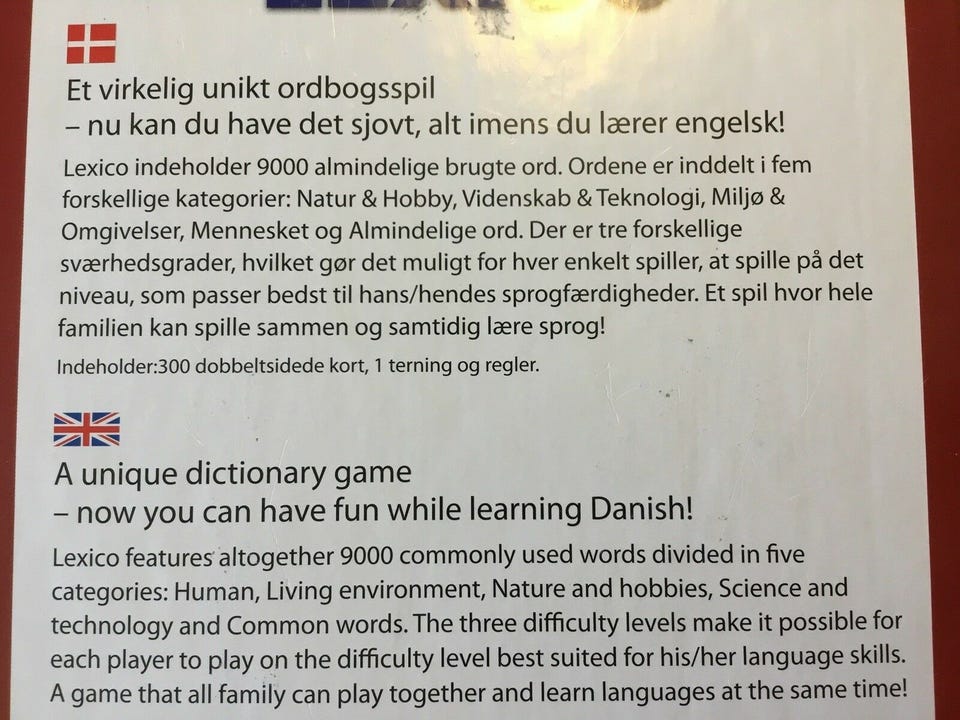 Et virkelig unikt ordbogsspil
– nu kan du have det sjovt, alt imens du lærer engelsk!
Lexico indeholder 9000 almindelige brugte ord. Ordene er inddelt i fem
forskellige kategorier: Natur & Hobby, Videnskab & Teknologi, Miljø &
Omgivelser, Mennesket og Almindelige ord. Der er tre forskellige
sværhedsgrader, hvilket gør det muligt for hver enkelt spiller, at spille på det
niveau, som passer bedst til hans/hendes sprogfærdigheder. Et spil hvor hele
familien kan spille sammen og samtidig lære sprog!
Indeholder:300 dobbeltsidede kort, 1 terning og regler.
A unique dictionary game
– now you can have fun while learning Danish!
Lexico features altogether 9000 commonly used words divided in five
categories: Human, Living environment, Nature and hobbies, Science and
technology and Common words. The three difficulty levels make it possible for
each player to play on the difficulty level best suited for his/her language skills.
A game that all family can play together and learn languages at the same time!